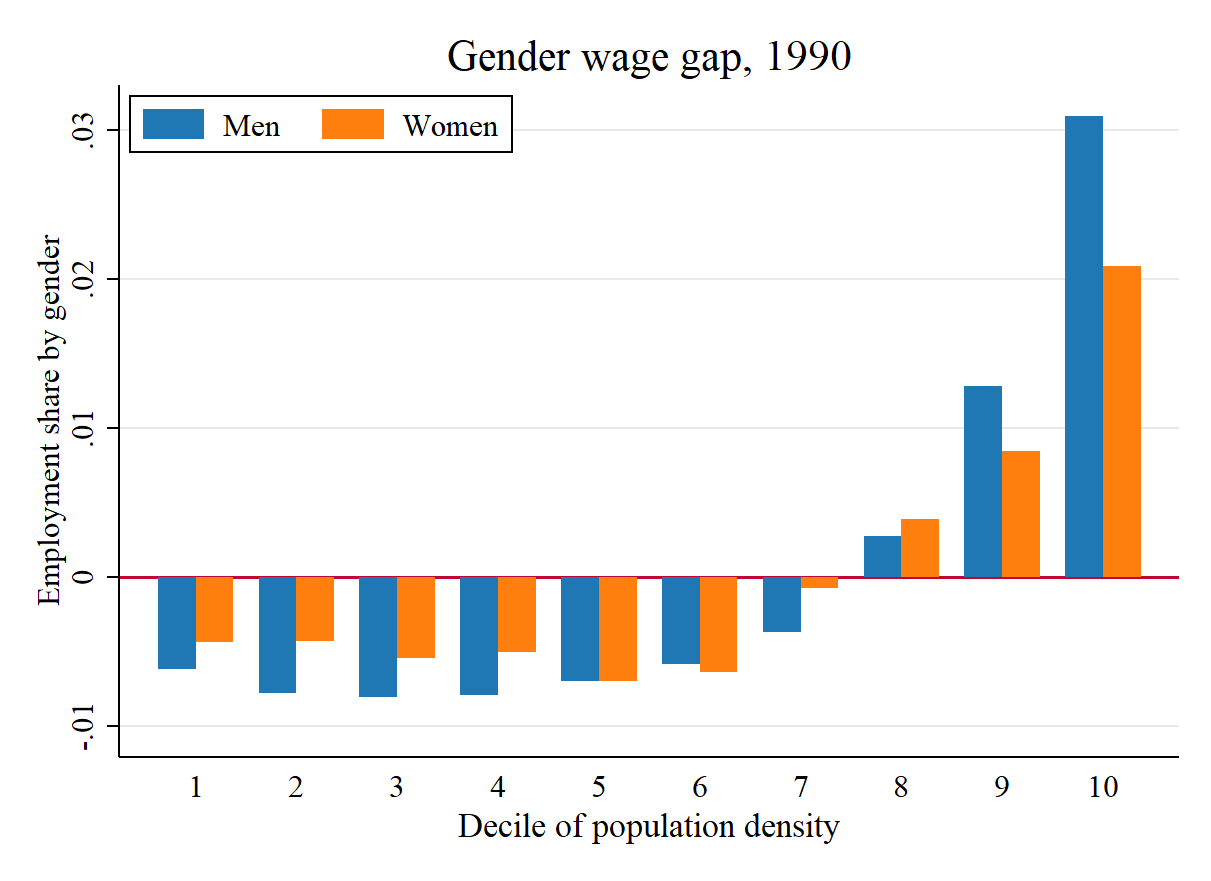 Gender wage gap, 1990
Men
Women
Employment share by gender
.03
.02
.01
0
-.01
1 2 3 4 5 6 7 8 9 10
Decile of population density